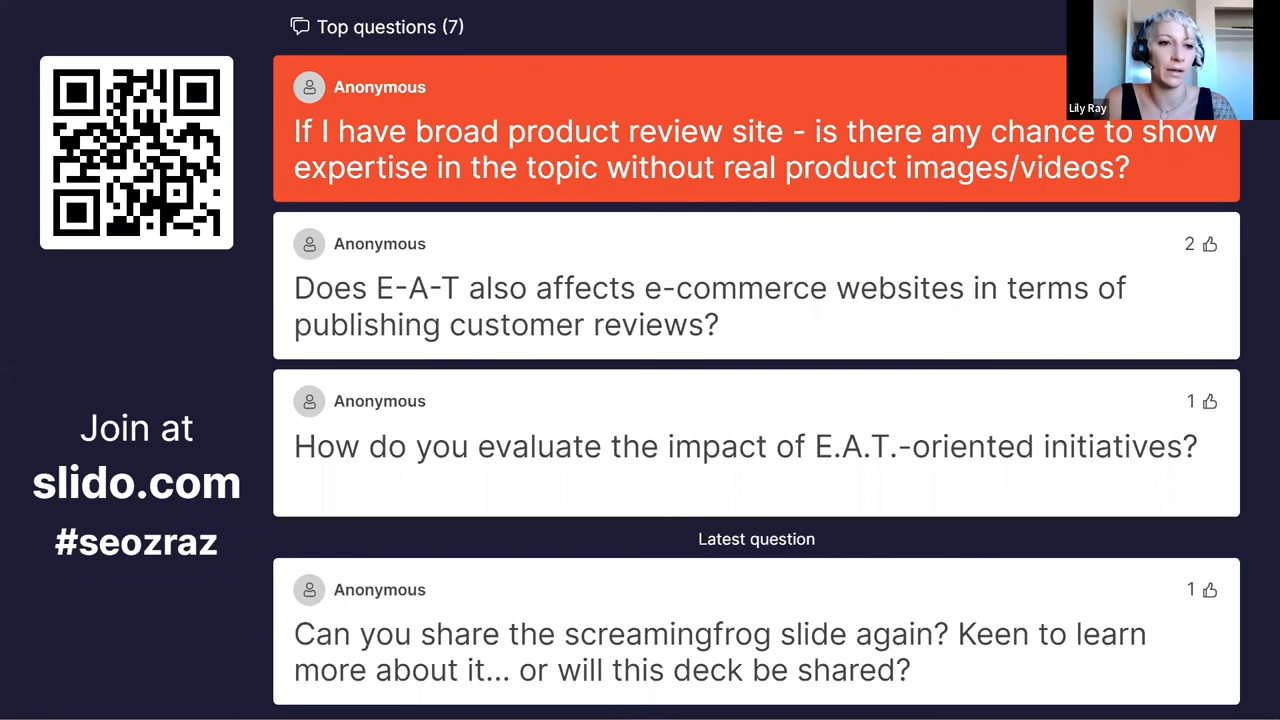 Top questions (7)
Anonymous
If I have broad product review site - is there any chance to show
expertise in the topic without real product images/videos?
Lily Ray
Anonymous
2
Does E-A-T also affects e-commerce websites in terms of
publishing customer reviews?
Anonymous
1
How do you evaluate the impact of E.A.T.-oriented initiatives?
Join at
slido.com
#seozraz
Latest question
Anonymous
1
Can you share the screamingfrog slide again? Keen to learn
more about it... or will this deck be shared?